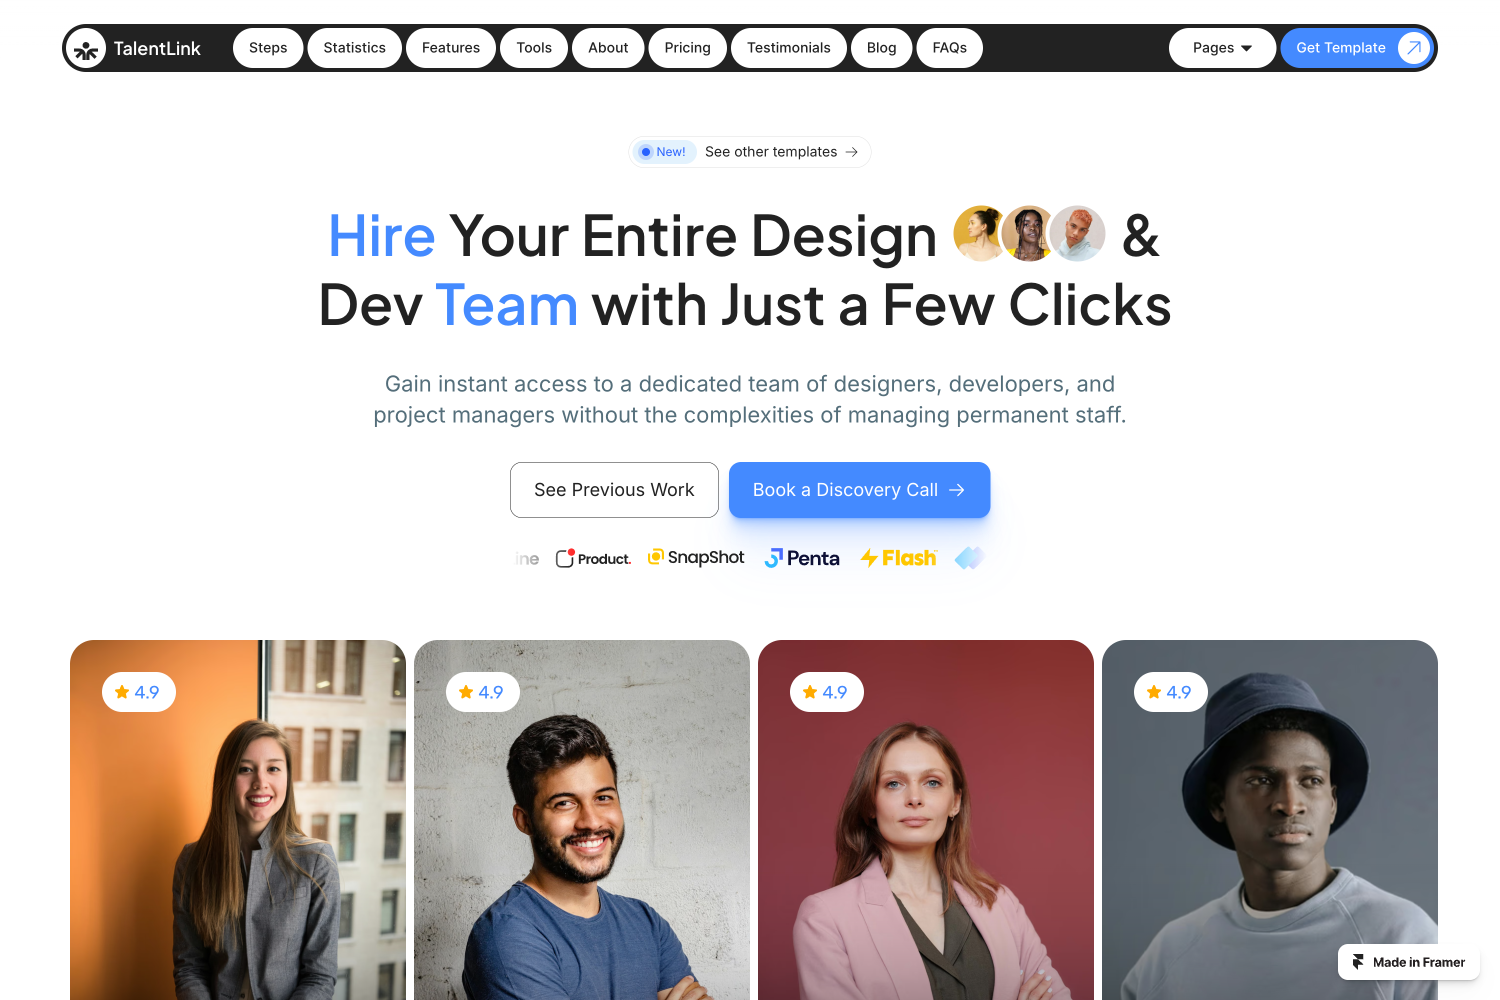 TalentLink
Steps
Statistics
Features
Tools
About
Pricing
Testimonials
Blog
FAQs
Pages
Get Template
New!
See other templates
Hire Your Entire Design &
Dev Team with Just a Few Clicks
Gain instant access to a dedicated team of designers, developers, and
project managers without the complexities of managing permanent staff.
See Previous Work
Book a Discovery Call
ine
Product.
SnapShot
Penta
Flash
4.9
4.9
4.9
4.9
Made in Framer